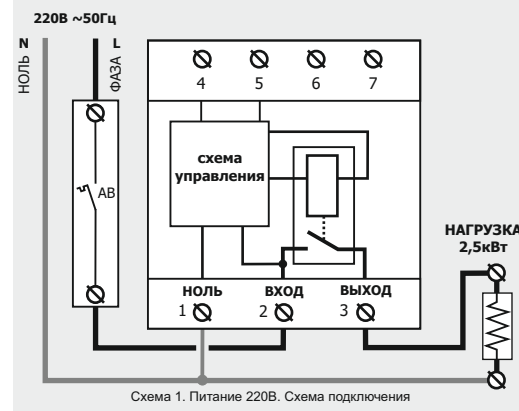 220В ~50Гц
N L
НОЛЬ
ФАЗА
4 5 6 7
схема
управления
АВ
НАГРУЗКА
2,5кВт
НОЛЬ ВХОД ВЫХОД
1 2 3
Схема 1. Питание 220В. Схема подключения